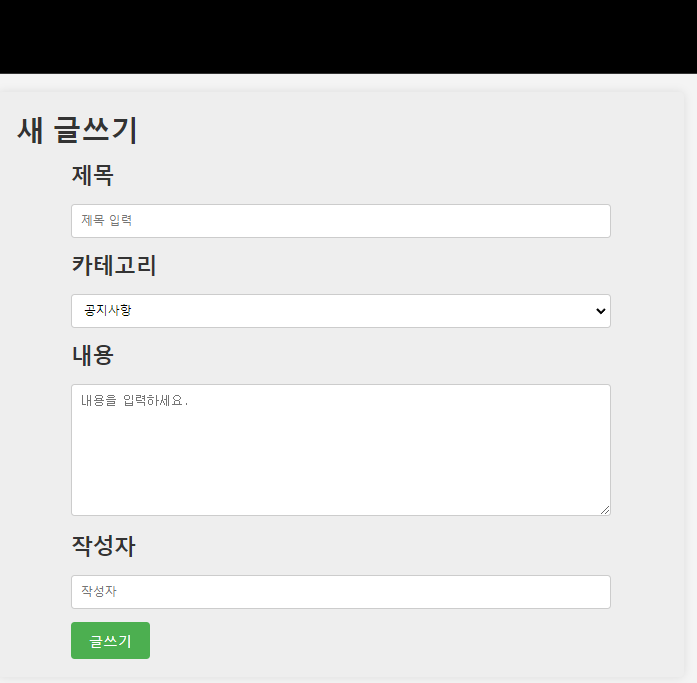 새 글쓰기
제목
제목 입력
카테고리
공지사항
내용
내용을 입력하세요.
작성자
작성자
글쓰기